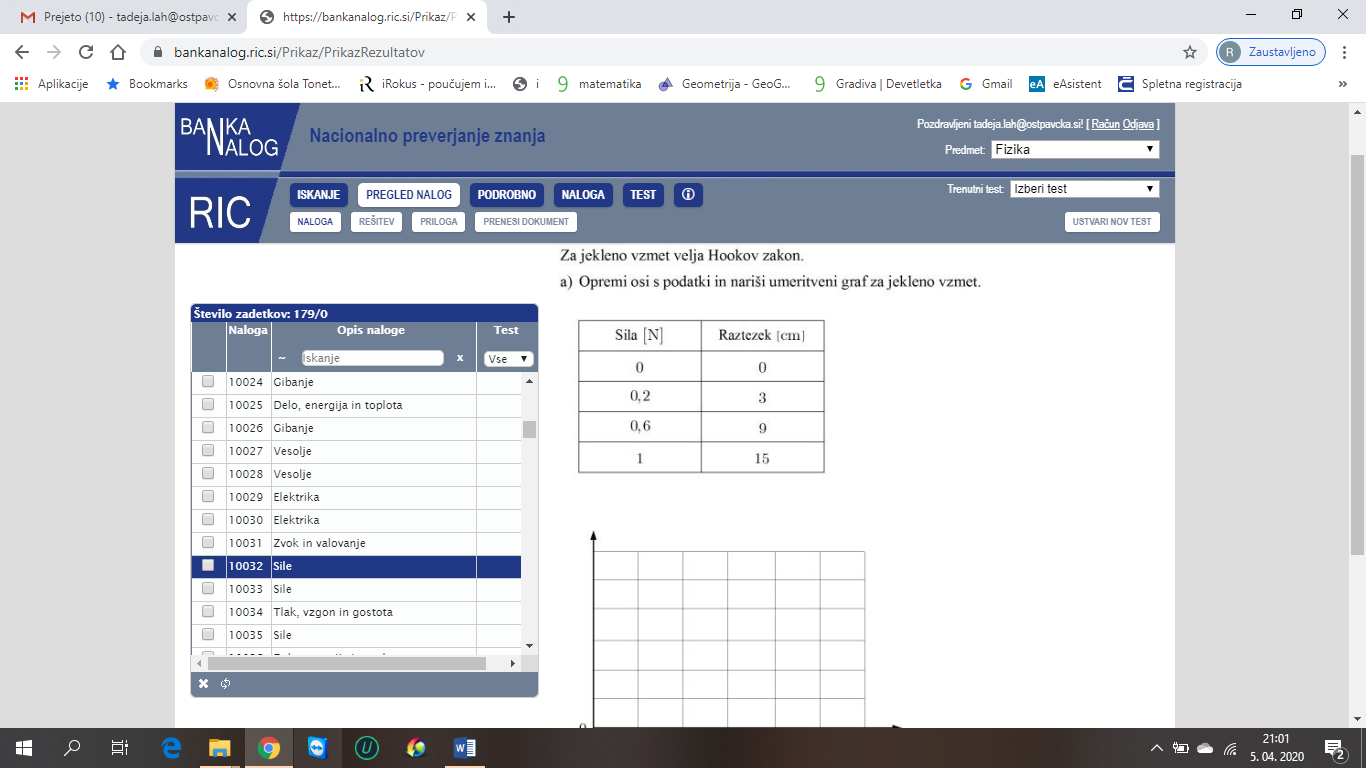 Prejeto (10) - tadeja.lah@ostpavc
https://bankanalog.ric.si/Prikaz/P
bankanalog.ric.si/Prikaz/PrikazRezultatov
R Zaustavljeno
Aplikacije Bookmarks Osnovna šola Tonet... iRokus – poučujem i... i matematika Geometrija - GeoG... Gradiva | Devetletka Gmail eAsistent Spletna registracija »
BANKA NALOG
Nacionalno preverjanje znanja
Pozdravljeni tadeja.lah@ostpavcka.si! [ Račun Odjava ]
Predmet: Fizika
RIC
ISKANJE PREGLED NALOG PODROBNO NALOGA TEST
Trenutni test: Izberi test
NALOGA REŠITEV PRILOGA PRENESI DOKUMENT
USTVARI NOV TEST
Število zadetkov: 179/0
Naloga Opis naloge Test
~ Iskanje x Vse
10024 Gibanje
10025 Delo, energija in toplota
10026 Gibanje
10027 Vesolje
10028 Vesolje
10029 Elektrika
10030 Elektrika
10031 Zvok in valovanje
10032 Sile
10033 Sile
10034 Tlak, vzgon in gostota
10035 Sile
Za jekleno vzmet velja Hookov zakon.
a) Opremi osi s podatki in nariši umeritveni graf za jekleno vzmet.
Sila [N] Raztezek [cm]
0 0
0,2 3
0,6 9
1 15
0
21:01
5. 04. 2020
2